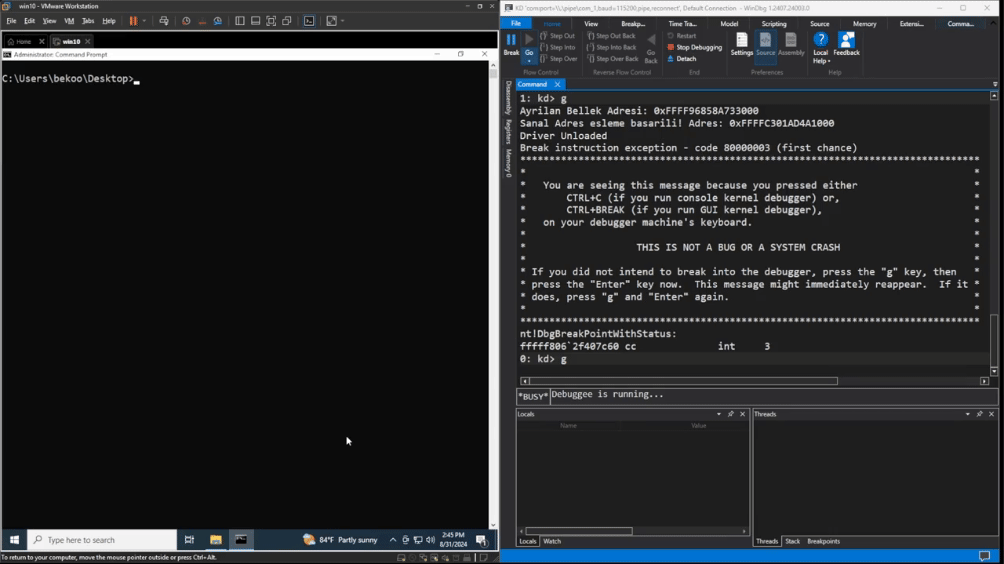 win10 - VMware Workstation
File Edit View VM Tabs Help
Home win10
Administrator: Command Prompt
C:\Users\bekoo\Desktop>
Type here to search
84°F Partly sunny
2:45 PM
8/31/2024
To return to your computer, move the mouse pointer outside or press Ctrl+Alt.
KD 'com:port=\\.\pipe\com_1,baud=115200,pipe,reconnect', Default Connection - WinDbg 1.2407.24003.0
File Home View Breakp... Time Tra... Model Scripting Source Memory Extensi... Comma...
Break
Go
Step Out
Step Into
Step Over
Step Out Back
Step Into Back
Step Over Back
Go Back
Restart
Stop Debugging
Detach
Settings
Source
Assembly
Local Help
Feedback
Flow Control Reverse Flow Control End Preferences Help
Command
Disassembly Registers Memory 0
1: kd> g
Ayrilan Bellek Adresi: 0xFFFF96858A733000
Sanal Adres esleme basarili! Adres: 0xFFFFC301AD4A1000
Driver Unloaded
Break instruction exception - code 80000003 (first chance)
*******************************************************************************
* *
* You are seeing this message because you pressed either *
* CTRL+C (if you run console kernel debugger) or, *
* CTRL+BREAK (if you run GUI kernel debugger), *
* on your debugger machine's keyboard. *
* *
* THIS IS NOT A BUG OR A SYSTEM CRASH *
* *
* If you did not intend to break into the debugger, press the "g" key, then *
* press the "Enter" key now. This message might immediately reappear. If it *
* does, press "g" and "Enter" again. *
* *
*******************************************************************************
nt!DbgBreakPointWithStatus:
fffff806`2f407c60 cc int 3
0: kd> g
*BUSY* Debuggee is running...
Locals
Name Value
Locals Watch
Threads
Threads Stack Breakpoints